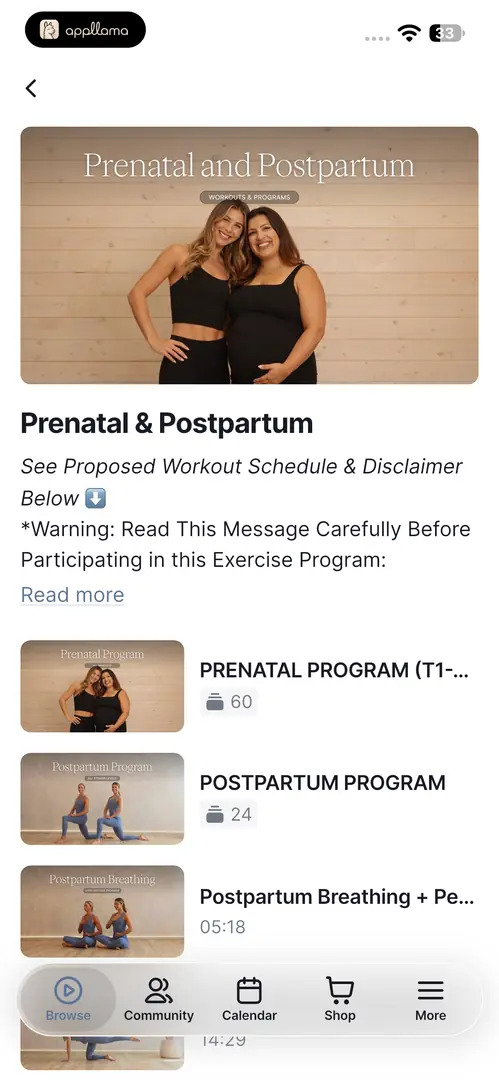 appllama
33
Prenatal and Postpartum
WORKOUTS & PROGRAMS
Prenatal & Postpartum
See Proposed Workout Schedule & Disclaimer
Below ⬇️
*Warning: Read This Message Carefully Before
Participating in this Exercise Program:
Read more
Prenatal Program
PRENATAL PROGRAM (T1-...
60
Postpartum Program
POSTPARTUM PROGRAM
24
Postpartum Breathing
Postpartum Breathing + Pe...
05:18
Browse
Community
Calendar
Shop
More
14:29